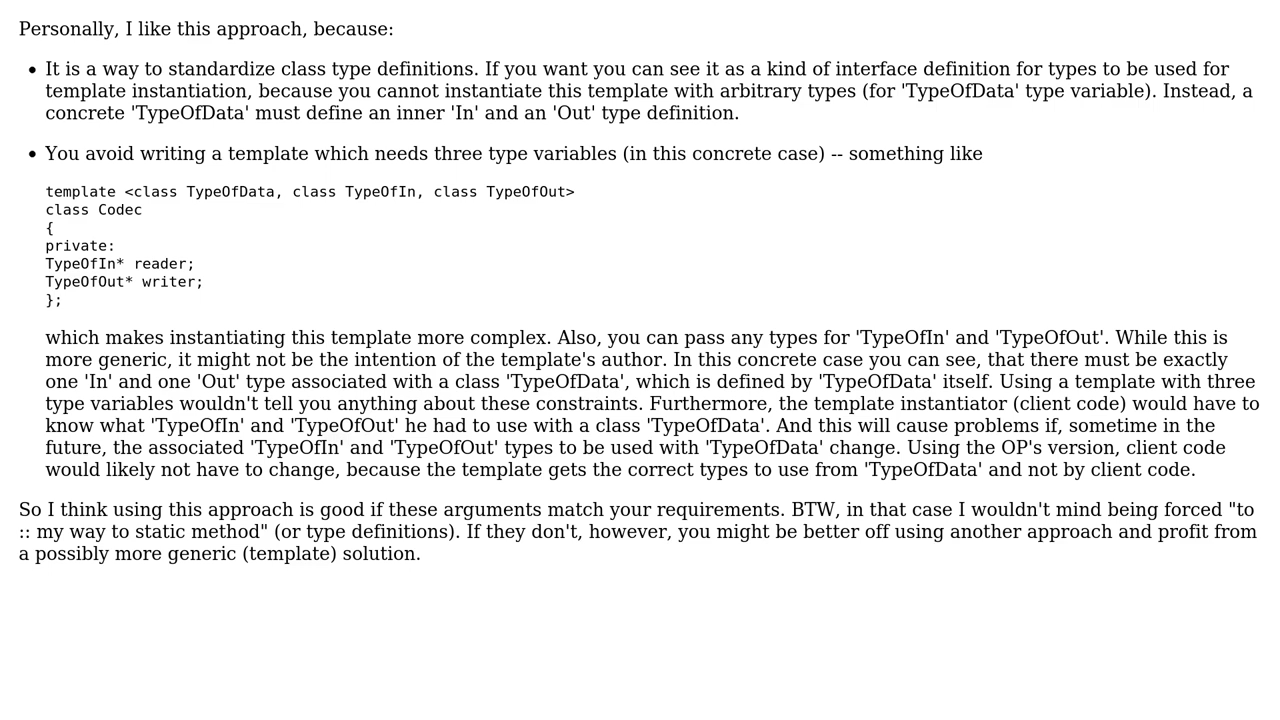 Personally, I like this approach, because:
• It is a way to standardize class type definitions. If you want you can see it as a kind of interface definition for types to be used for
template instantiation, because you cannot instantiate this template with arbitrary types (for 'TypeOfData' type variable). Instead, a
concrete 'TypeOfData' must define an inner 'In' and an 'Out' type definition.
• You avoid writing a template which needs three type variables (in this concrete case) -- something like
template <class TypeOfData, class TypeOfIn, class TypeOfOut>
class Codec
{
private:
TypeOfIn* reader;
TypeOfOut* writer;
};
which makes instantiating this template more complex. Also, you can pass any types for 'TypeOfIn' and 'TypeOfOut'. While this is
more generic, it might not be the intention of the template's author. In this concrete case you can see, that there must be exactly
one 'In' and one 'Out' type associated with a class 'TypeOfData', which is defined by 'TypeOfData' itself. Using a template with three
type variables wouldn't tell you anything about these constraints. Furthermore, the template instantiator (client code) would have to
know what 'TypeOfIn' and 'TypeOfOut' he had to use with a class 'TypeOfData'. And this will cause problems if, sometime in the
future, the associated 'TypeOfIn' and 'TypeOfOut' types to be used with 'TypeOfData' change. Using the OP's version, client code
would likely not have to change, because the template gets the correct types to use from 'TypeOfData' and not by client code.
So I think using this approach is good if these arguments match your requirements. BTW, in that case I wouldn't mind being forced "to
:: my way to static method" (or type definitions). If they don't, however, you might be better off using another approach and profit from
a possibly more generic (template) solution.